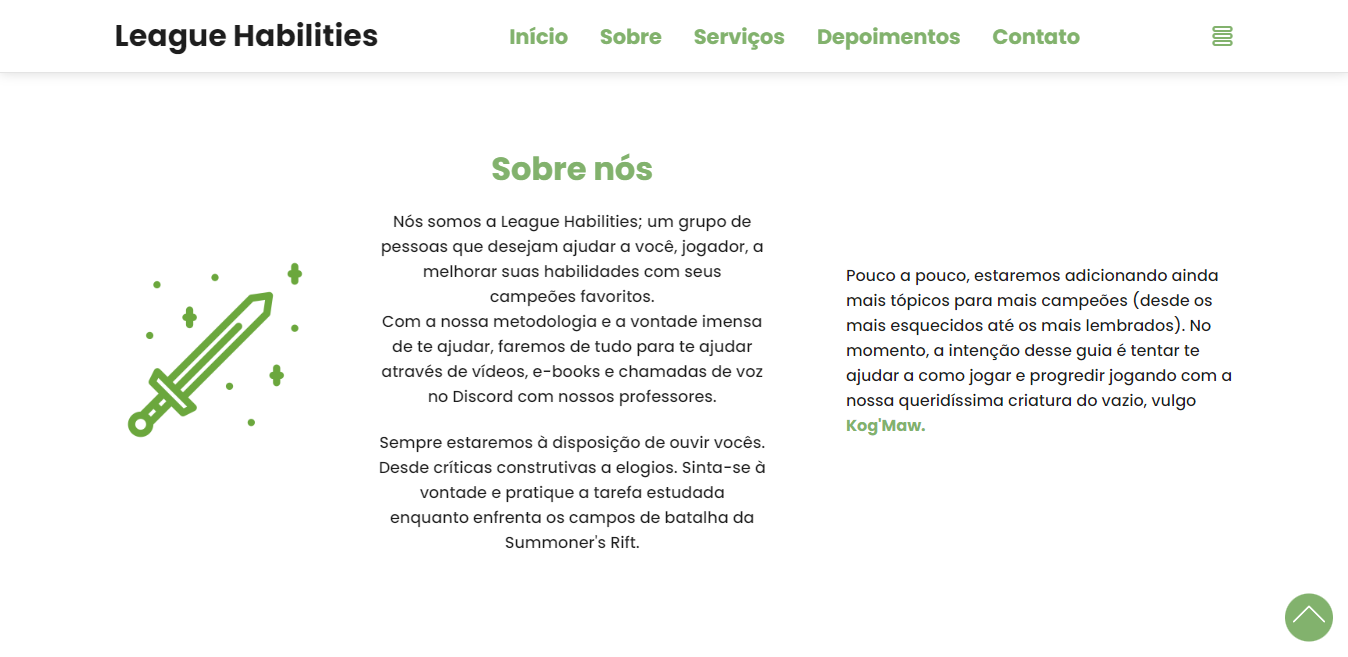 League Habilities
Início Sobre Serviços Depoimentos Contato
Sobre nós
Nós somos a League Habilities; um grupo de
pessoas que desejam ajudar a você, jogador, a
melhorar suas habilidades com seus
campeões favoritos.
Com a nossa metodologia e a vontade imensa
de te ajudar, faremos de tudo para te ajudar
através de vídeos, e-books e chamadas de voz
no Discord com nossos professores.
Sempre estaremos à disposição de ouvir vocês.
Desde críticas construtivas a elogios. Sinta-se à
vontade e pratique a tarefa estudada
enquanto enfrenta os campos de batalha da
Summoner's Rift.
Pouco a pouco, estaremos adicionando ainda
mais tópicos para mais campeões (desde os
mais esquecidos até os mais lembrados). No
momento, a intenção desse guia é tentar te
ajudar a como jogar e progredir jogando com a
nossa queridíssima criatura do vazio, vulgo
Kog'Maw.